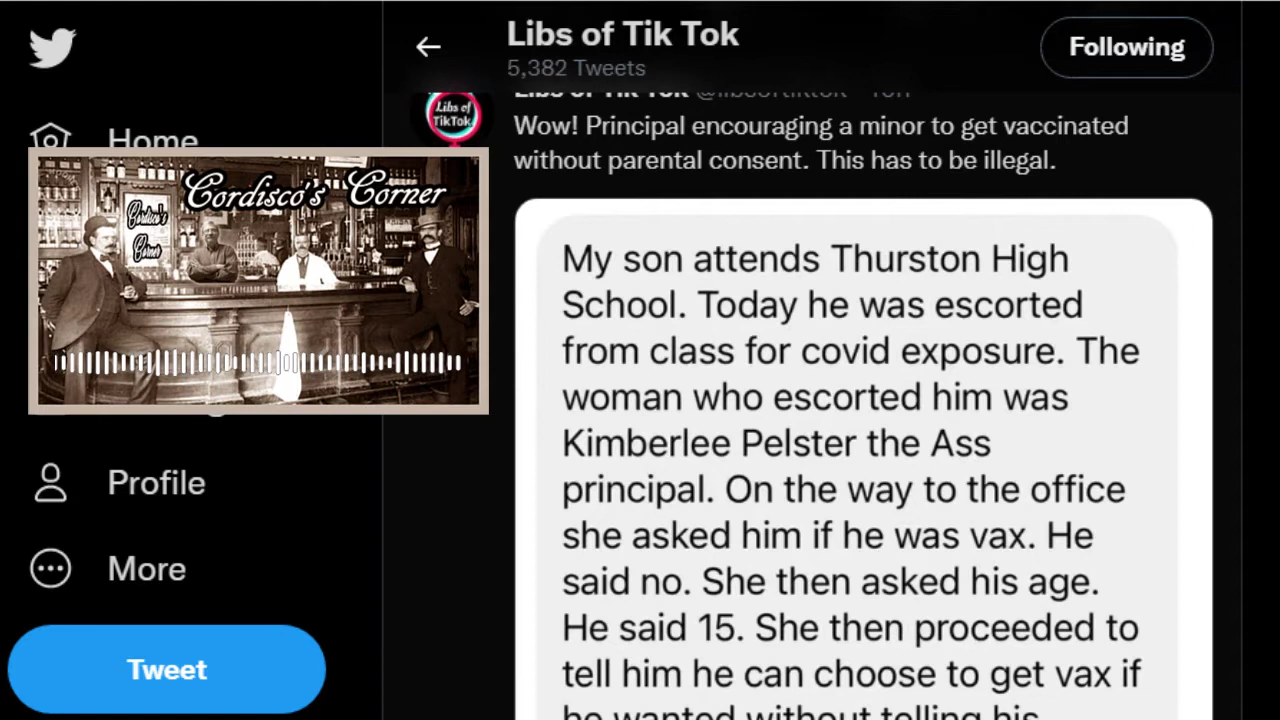 Libs of Tik Tok
5,382 Tweets
Following
Home
Libs of Tik Tok @libsoftiktok
Libs of
TikTok
Wow! Principal encouraging a minor to get vaccinated
without parental consent. This has to be illegal.
Cordisco's Corner
Cordisco's
Corner
My son attends Thurston High
School. Today he was escorted
from class for covid exposure. The
woman who escorted him was
Kimberlee Pelster the Ass
principal. On the way to the office
she asked him if he was vax. He
said no. She then asked his age.
He said 15. She then proceeded to
tell him he can choose to get vax if
he wanted without telling his
Profile
More
Tweet